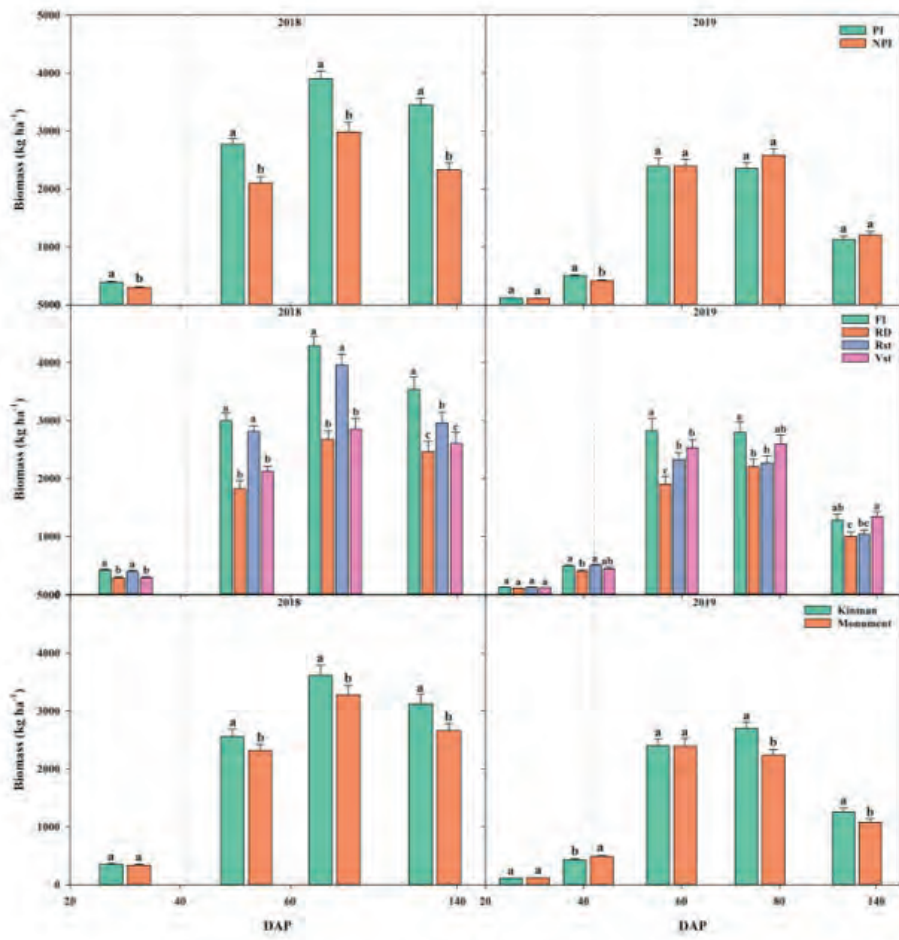 2018
2019
5000
4000
3000
2000
1000
Biomass (kg ha⁻¹)
PI
NPI
a
b
a
b
a
b
a
b
a
a
a
b
a
a
a
a
a
a
2018
2019
5000
4000
3000
2000
1000
Biomass (kg ha⁻¹)
FI
RD
Rst
Vst
a
b
a
b
a
b
a
b
a
b
a
b
a
c
b
c
a
a
a
a
a
b
a
ab
a
c
b
b
a
b
b
ab
ab
c
bc
a
2018
2019
5000
4000
3000
2000
1000
0
Biomass (kg ha⁻¹)
Kinman
Monument
a
a
a
b
a
b
a
b
a
a
b
a
a
a
a
b
a
b
20
40
60
140
20
40
60
80
140
DAP
DAP